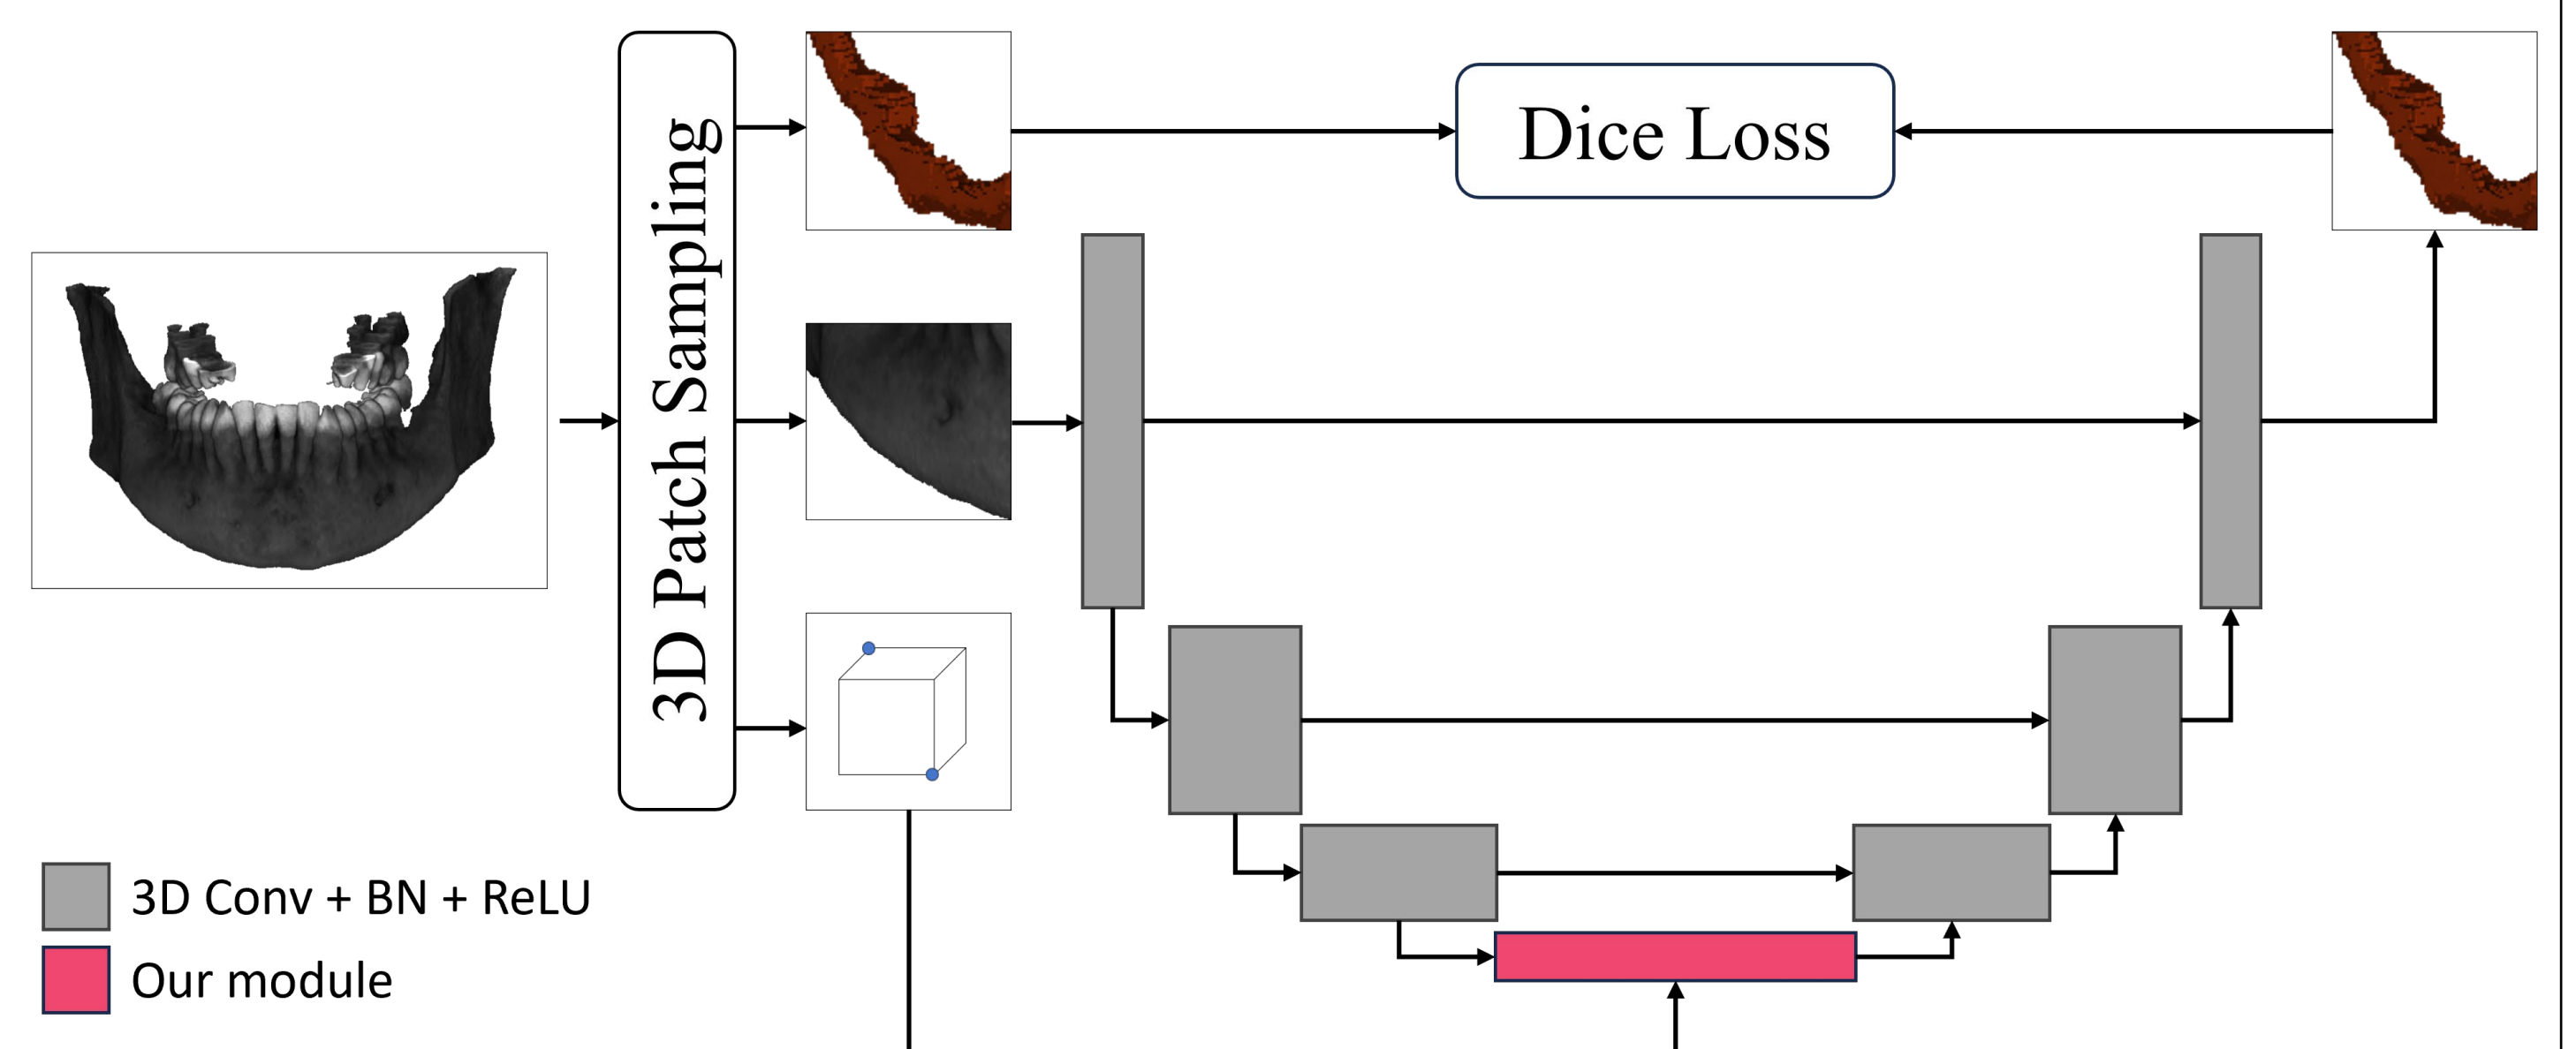 3D Patch Sampling
Dice Loss
3D Conv + BN + ReLU
Our module